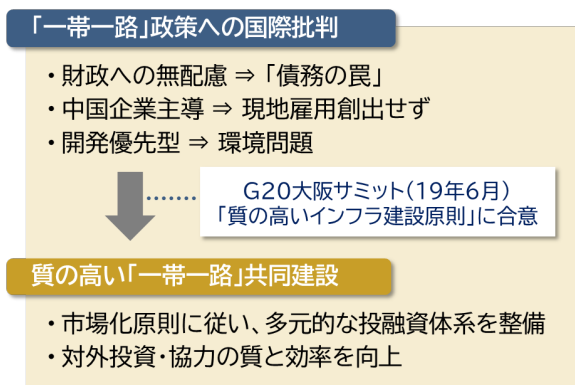 「一帯一路」政策への国際批判
・財政への無配慮 ⇒ 「債務の罠」
・中国企業主導 ⇒ 現地雇用創出せず
・開発優先型 ⇒ 環境問題
G20大阪サミット(19年6月)
「質の高いインフラ建設原則」に合意
質の高い「一帯一路」共同建設
・市場化原則に従い、多元的な投融資体系を整備
・対外投資・協力の質と効率を向上